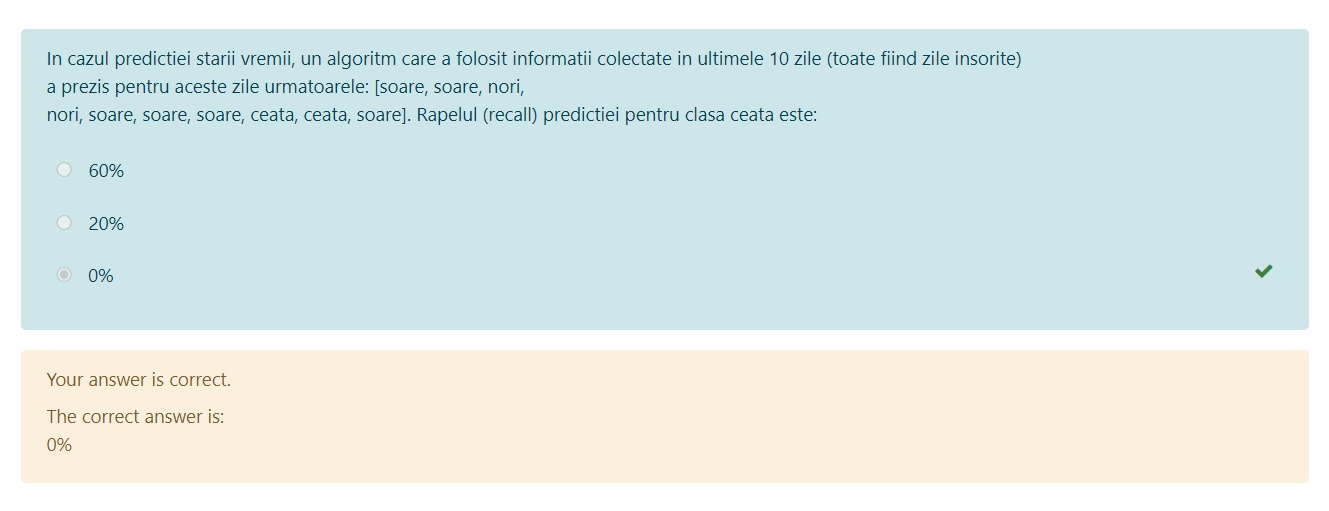 In cazul predictiei starii vremii, un algoritm care a folosit informatii colectate in ultimele 10 zile (toate fiind zile insorite)
a prezis pentru aceste zile urmatoarele: [soare, soare, nori,
nori, soare, soare, soare, ceata, ceata, soare]. Rapelul (recall) predictiei pentru clasa ceata este:
60%
20%
0%
Your answer is correct.
The correct answer is:
0%